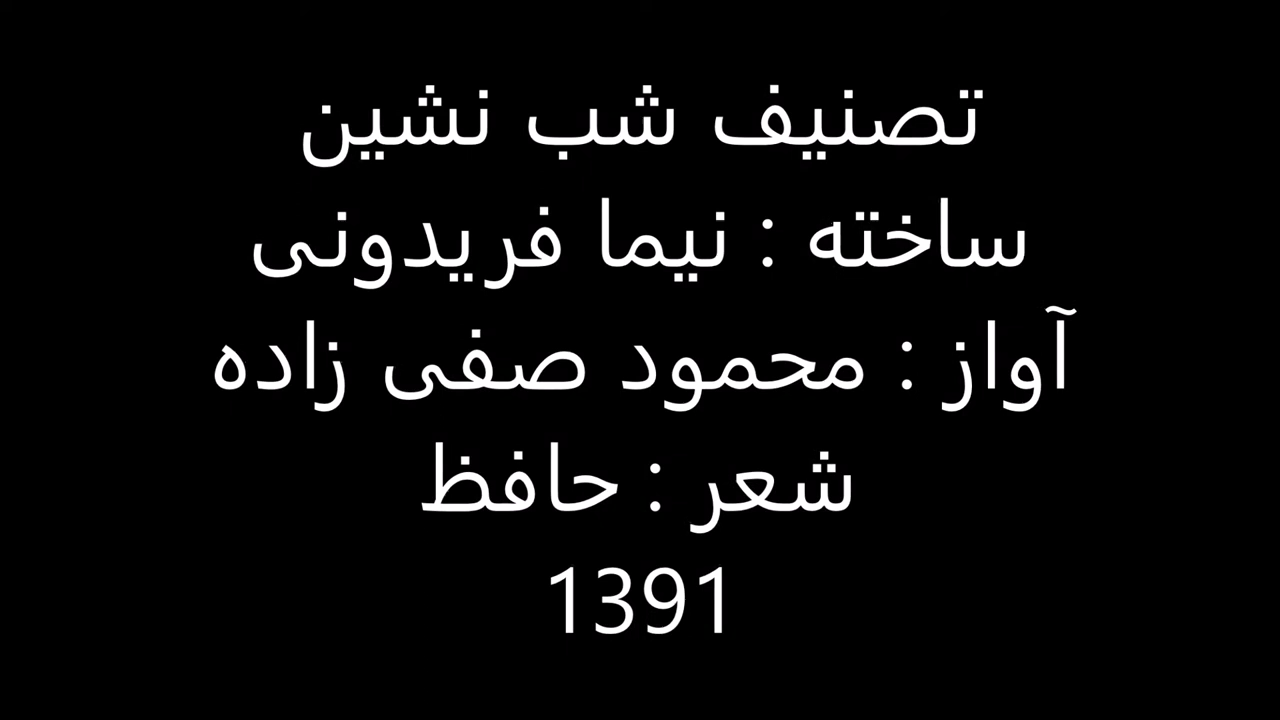 تصنیف شب نشین
ساخته : نیما فریدونی
آواز : محمود صفی زاده
شعر : حافظ
1391